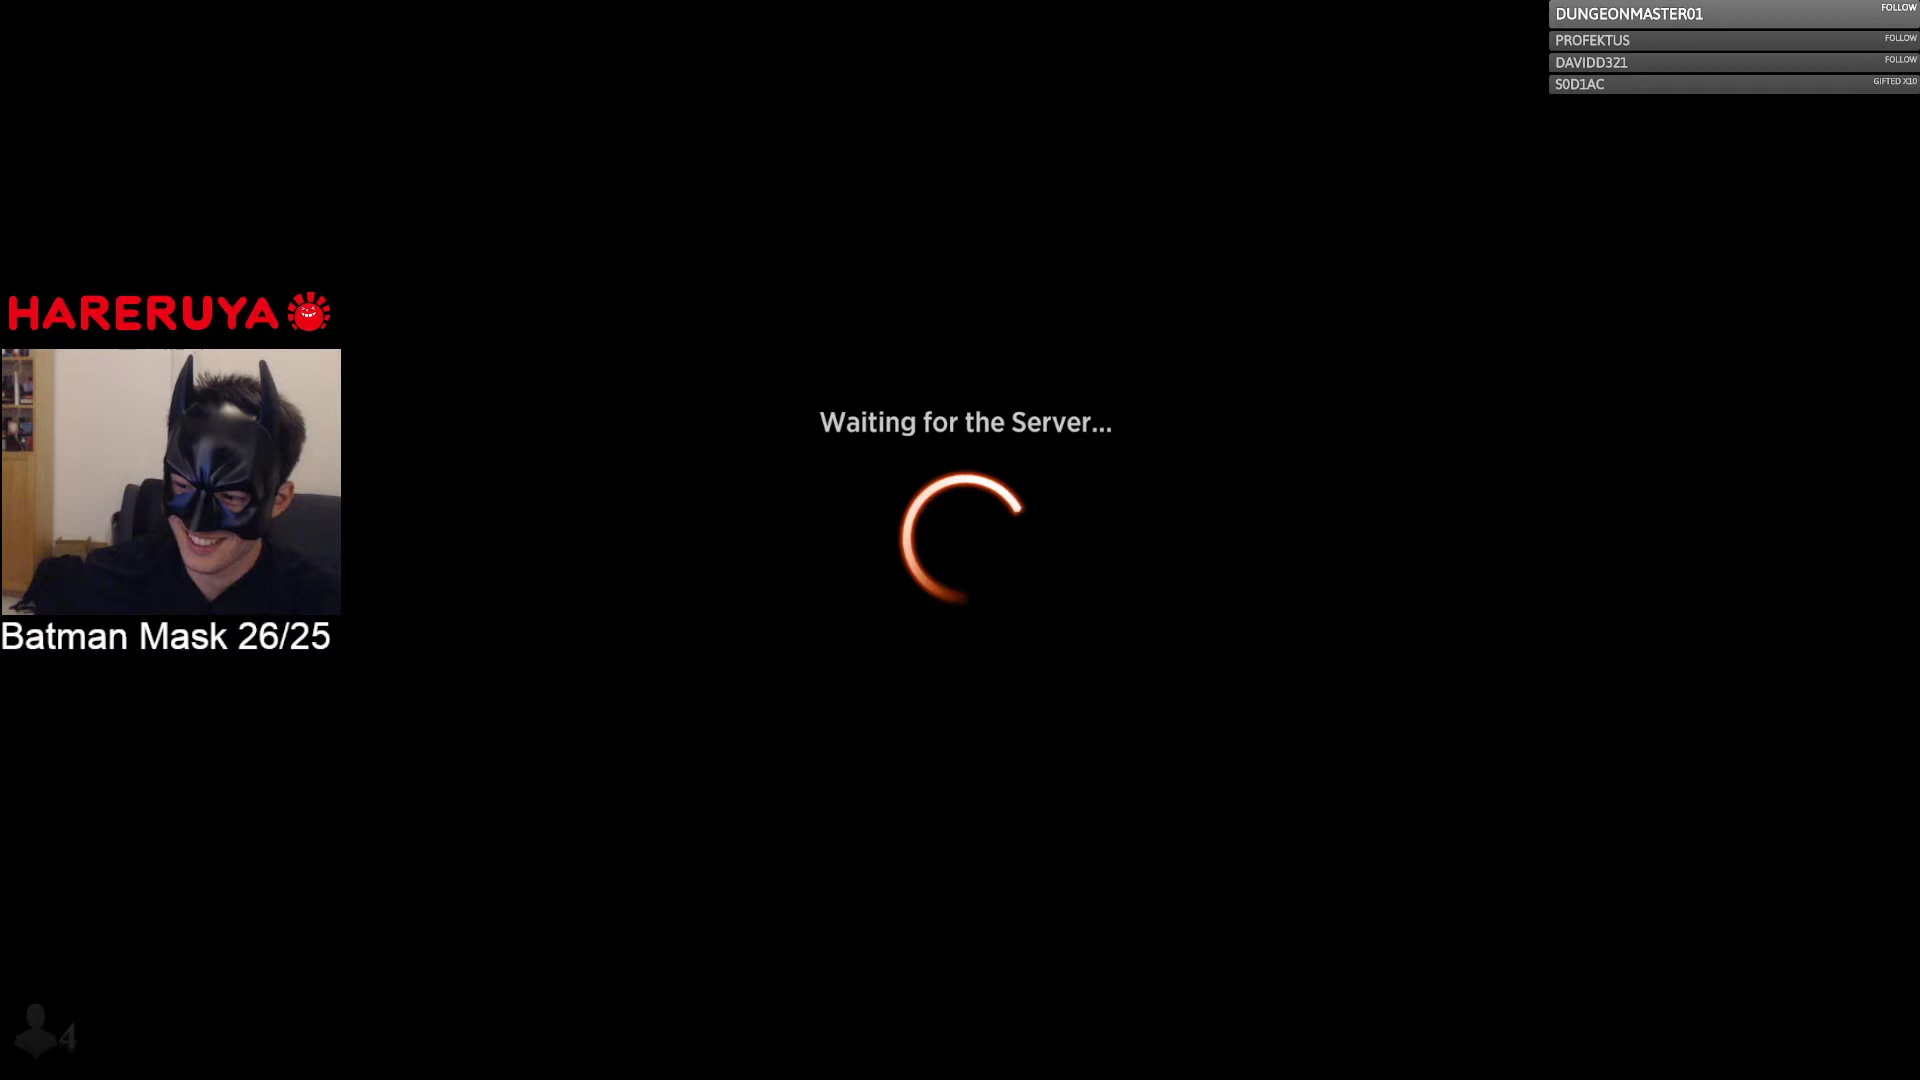 DUNGEONMASTER01 FOLLOW
PROFEKTUS FOLLOW
DAVIDD321 FOLLOW
S0D1AC GIFTED X10
HARERUYA
Waiting for the Server...
Batman Mask 26/25
4